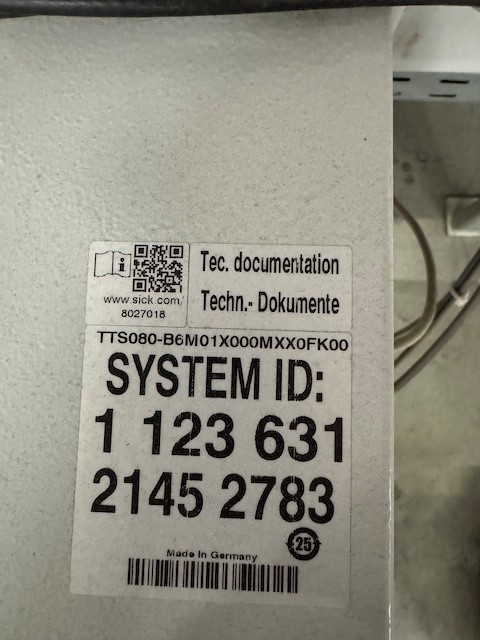 Tec. documentation
Techn.- Dokumente
www.sick.com/
8027018
TTS080-B6M01X000MXX0FK00
SYSTEM ID:
1 123 631
2145 2783
25
Made in Germany